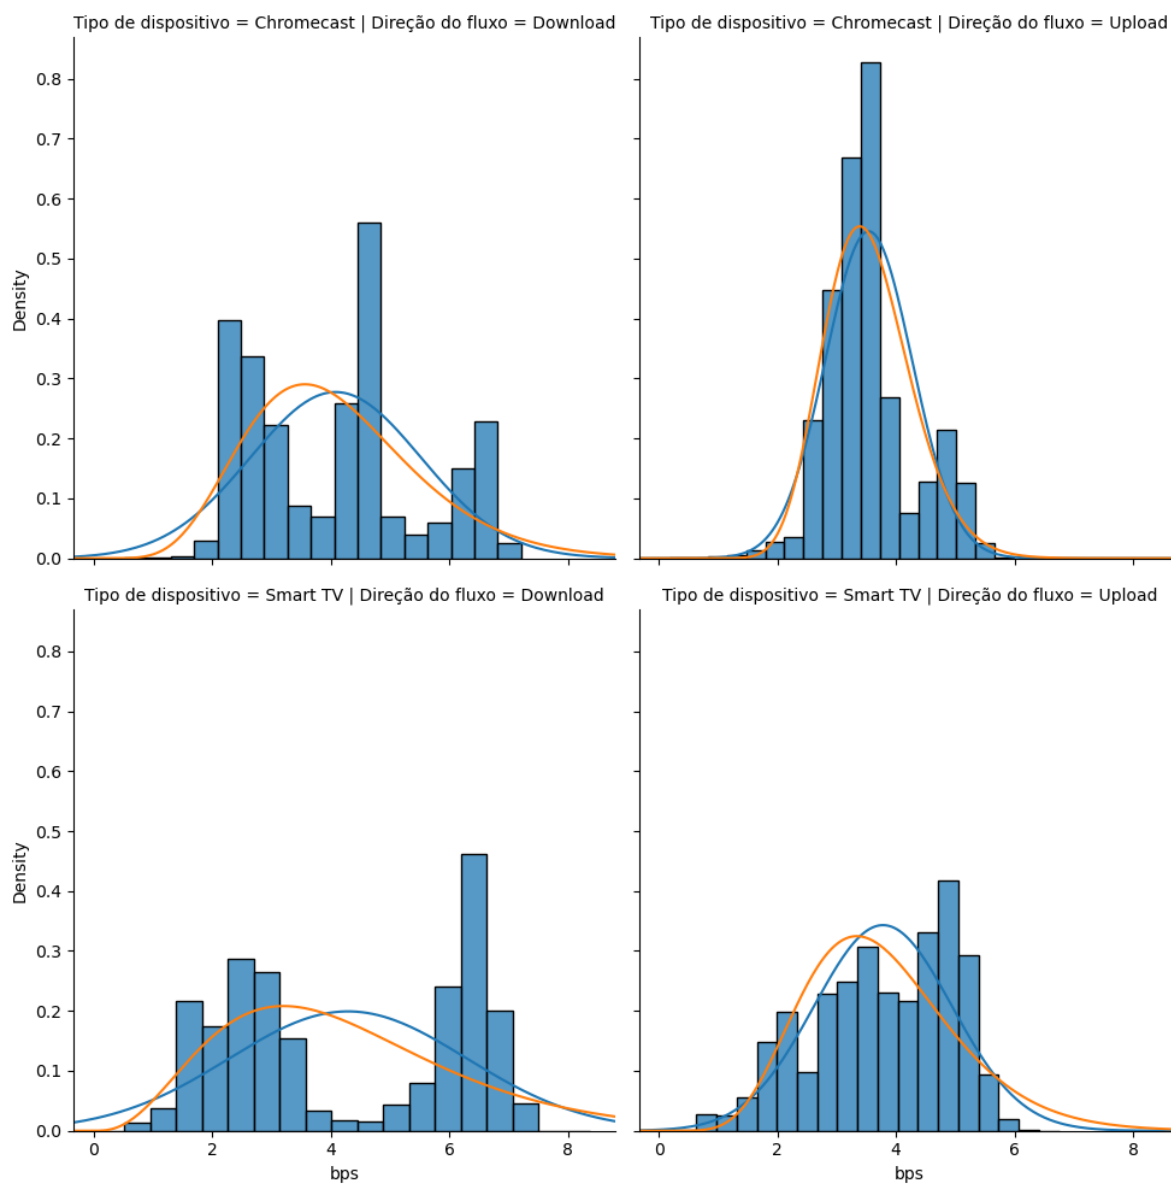 Tipo de dispositivo = Chromecast | Direção do fluxo = Download
Tipo de dispositivo = Chromecast | Direção do fluxo = Upload
0.8
0.7
0.6
0.5
0.4
0.3
0.2
0.1
0.0
Density
Tipo de dispositivo = Smart TV | Direção do fluxo = Download
Tipo de dispositivo = Smart TV | Direção do fluxo = Upload
0.8
0.7
0.6
0.5
0.4
0.3
0.2
0.1
0.0
Density
0 2 4 6 8
bps
0 2 4 6 8
bps